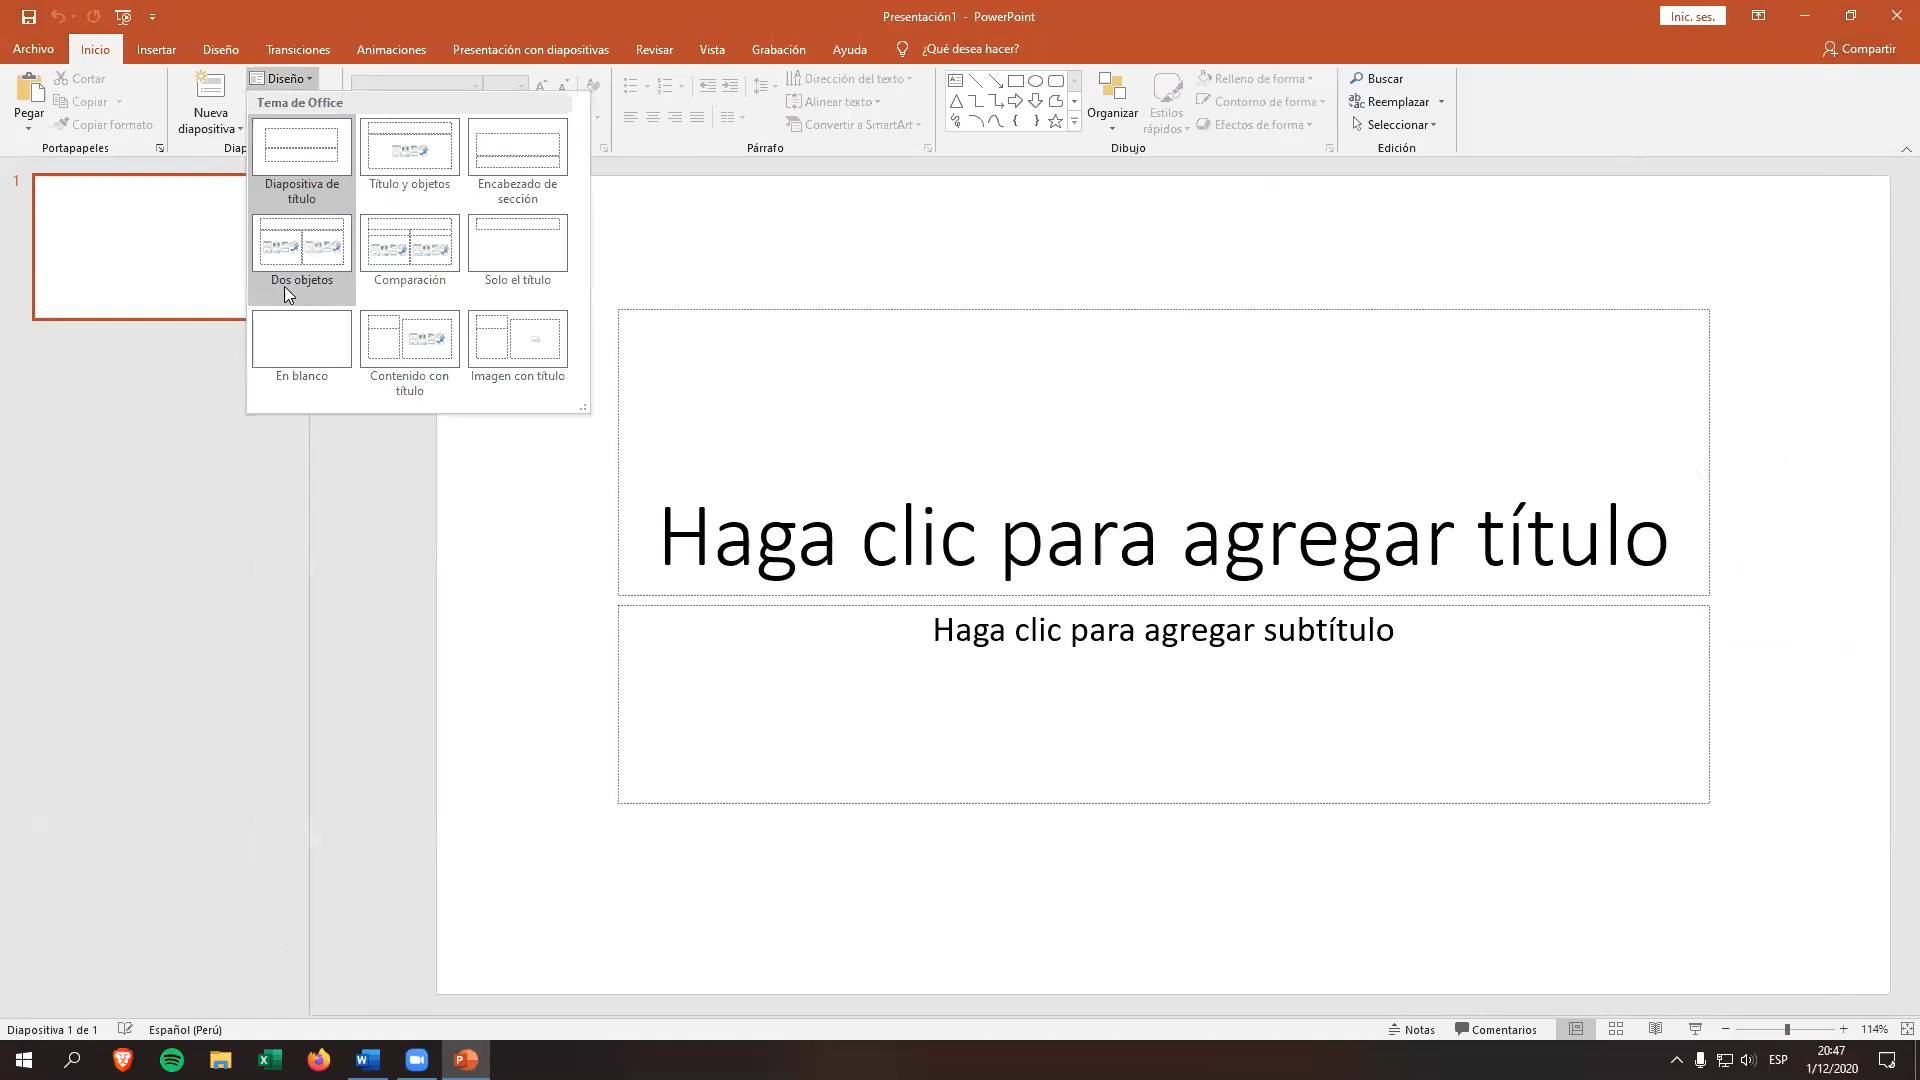 Presentación1 - PowerPoint
Inic. ses.
Archivo
Inicio
Insertar
Diseño
Transiciones
Animaciones
Presentación con diapositivas
Revisar
Vista
Grabación
Ayuda
¿Qué desea hacer?
Compartir
Pegar
Cortar
Copiar
Copiar formato
Portapapeles
Nueva
diapositiva
Diap
Diseño
Dirección del texto
Alinear texto
Convertir a SmartArt
Párrafo
Organizar
Estilos
rápidos
Relleno de forma
Contorno de forma
Efectos de forma
Dibujo
Buscar
Reemplazar
Seleccionar
Edición
Tema de Office
Diapositiva de
título
Título y objetos
Encabezado de
sección
Dos objetos
Comparación
Solo el título
En blanco
Contenido con
título
Imagen con título
1
Haga clic para agregar título
Haga clic para agregar subtítulo
Diapositiva 1 de 1
Español (Perú)
Notas
Comentarios
114%
ESP
20:47
1/12/2020